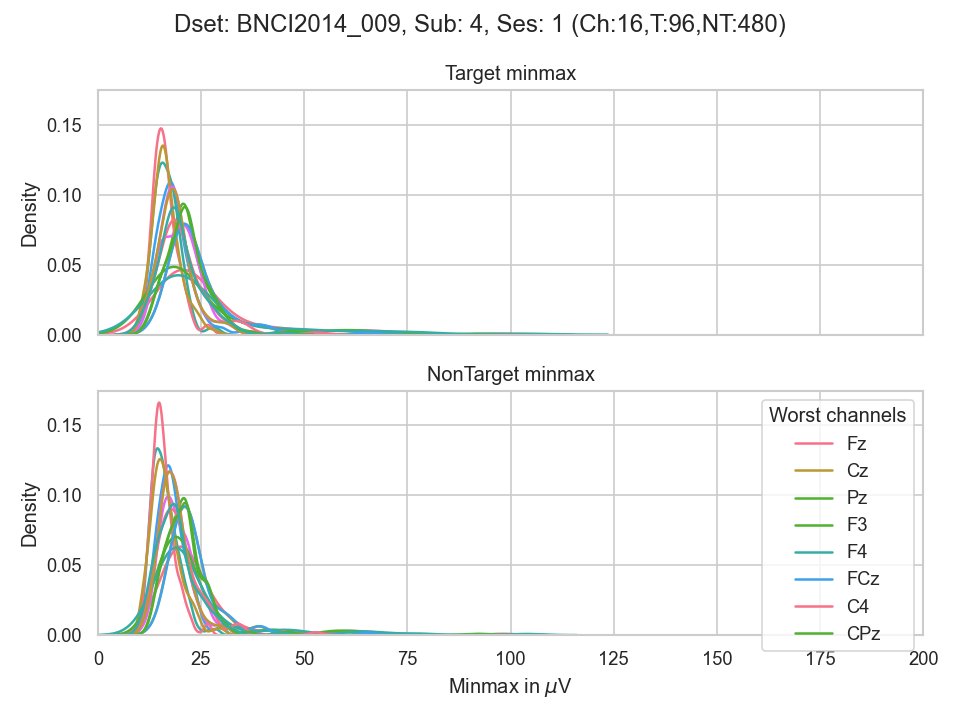 Dset: BNCI2014_009, Sub: 4, Ses: 1 (Ch:16,T:96,NT:480)
Target minmax
0.15
0.10
0.05
0.00
Density
NonTarget minmax
0.15
0.10
0.05
0.00
Density
Worst channels
Fz
Cz
Pz
F3
F4
FCz
C4
CPz
0 25 50 75 100 125 150 175 200
Minmax in μV